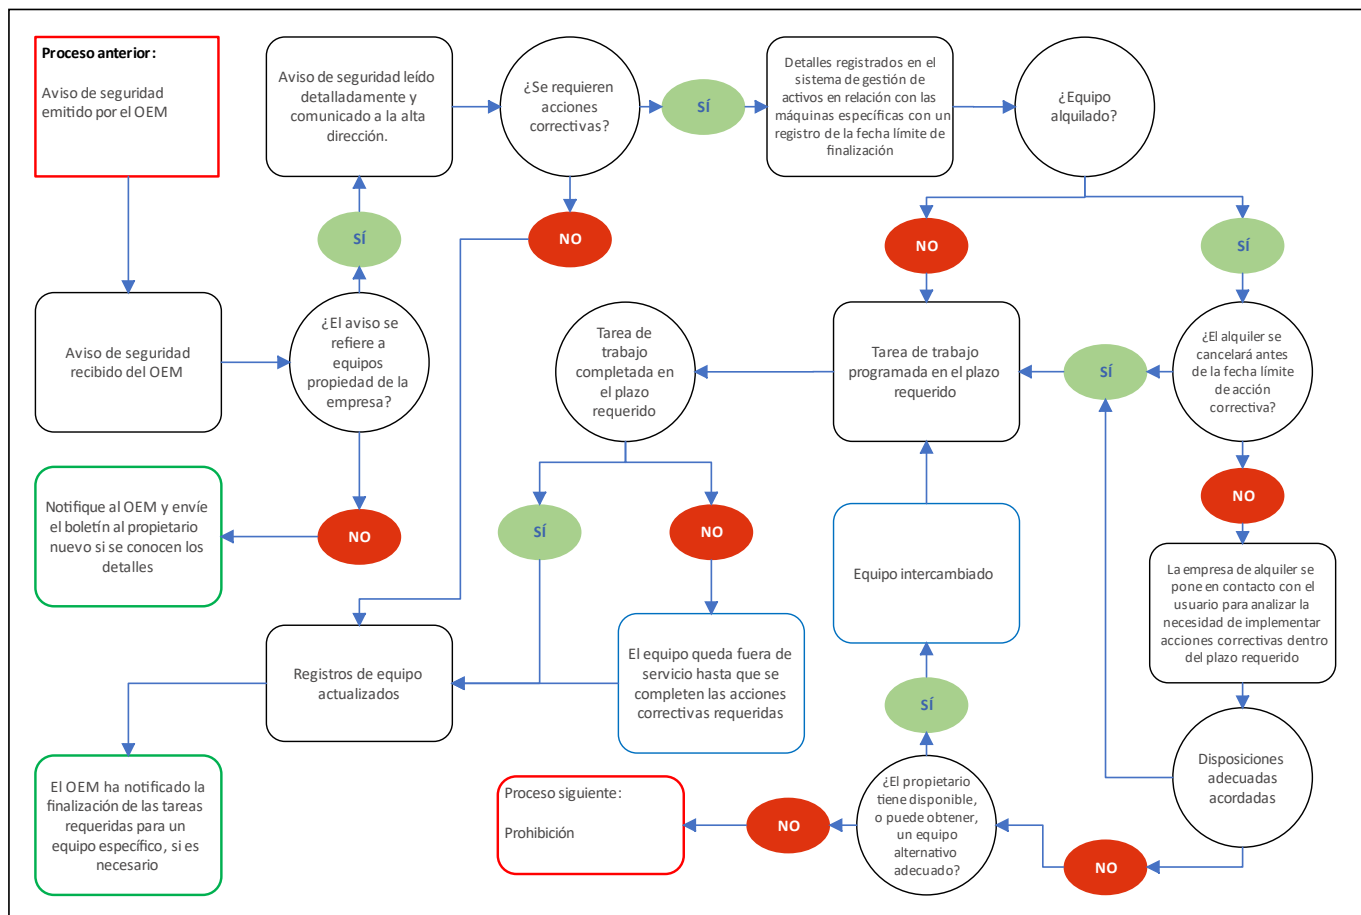 Proceso anterior:
Aviso de seguridad
emitido por el OEM
Aviso de seguridad leído
detalladamente y
comunicado a la alta
dirección.
¿Se requieren
acciones
correctivas?
SÍ
Detalles registrados en el
sistema de gestión de
activos en relación con las
máquinas específicas con un
registro de la fecha límite de
finalización
¿Equipo
alquilado?
SÍ
NO
NO
SÍ
Aviso de seguridad
recibido del OEM
¿El aviso se
refiere a
equipos
propiedad de la
empresa?
Tarea de
trabajo
completada en
el plazo
requerido
Tarea de trabajo
programada en el plazo
requerido
SÍ
¿El alquiler se
cancelará antes
de la fecha límite
de acción
correctiva?
Notifique al OEM y envíe
el boletín al propietario
nuevo si se conocen los
detalles
NO
SÍ
NO
Equipo intercambiado
NO
La empresa de alquiler se
pone en contacto con el
usuario para analizar la
necesidad de implementar
acciones correctivas dentro
del plazo requerido
Registros de equipo
actualizados
El equipo queda fuera de
servicio hasta que se
completen las acciones
correctivas requeridas
SÍ
Disposiciones
adecuadas
acordadas
El OEM ha notificado la
finalización de las tareas
requeridas para un
equipo específico, si es
necesario
Proceso siguiente:
Prohibición
NO
¿El propietario
tiene disponible,
o puede obtener,
un equipo
alternativo
adecuado?
NO